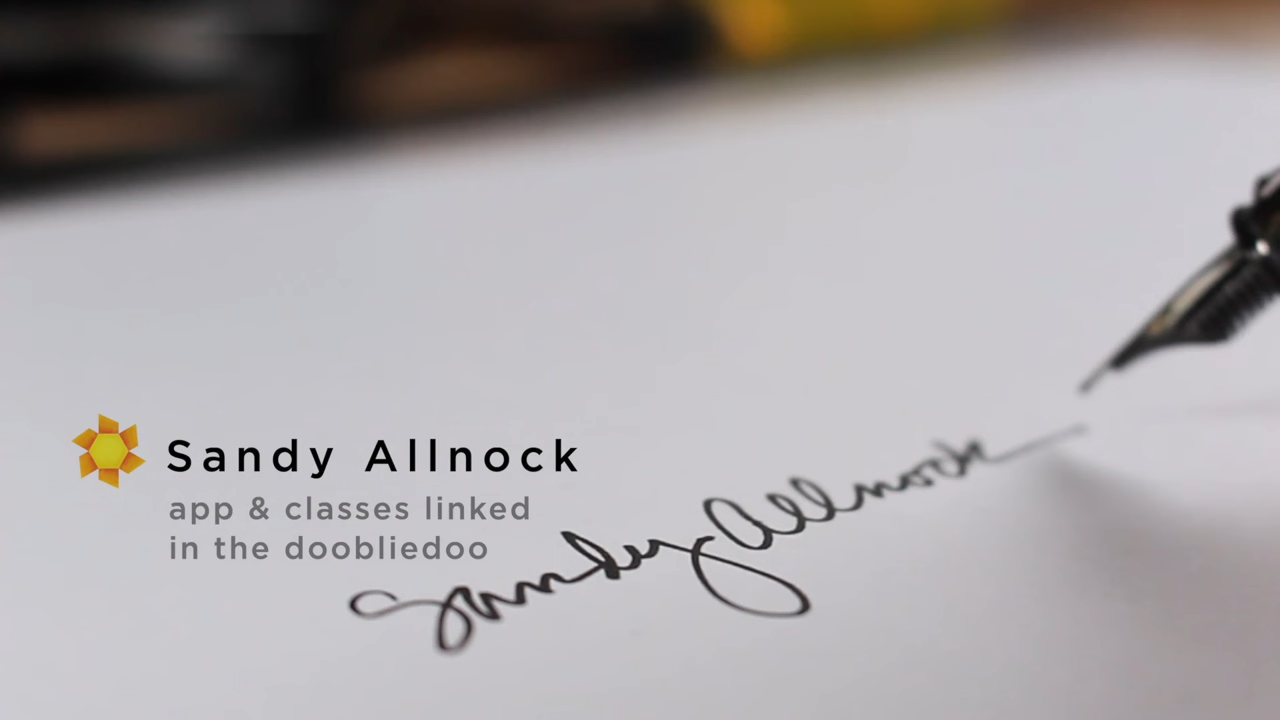 Sandy Allnock
app & classes linked
in the doobliedoo
Sandy Allnock